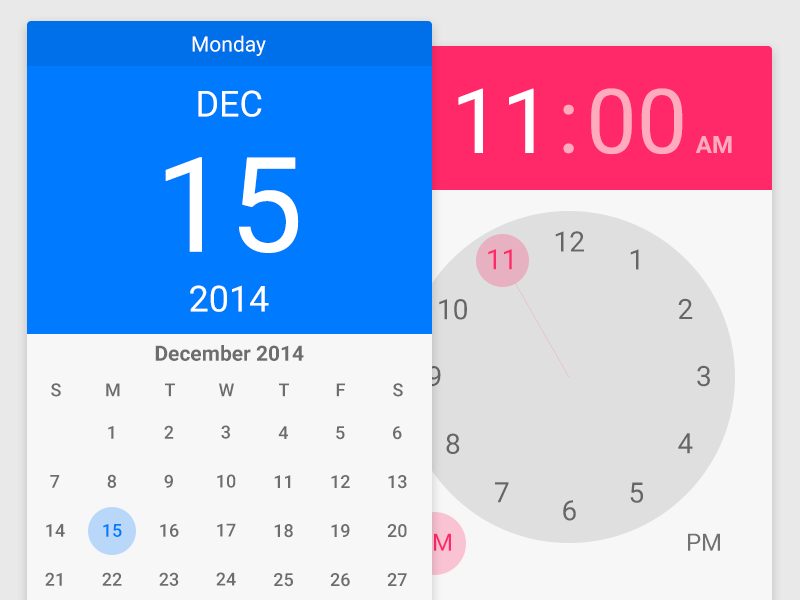 Monday
DEC
15
2014
December 2014
S M T W T F S
1 2 3 4 5 6
7 8 9 10 11 12 13
14 15 16 17 18 19 20
21 22 23 24 25 26 27
11:00 AM
12
11 1
10 2
9 3
8 4
7 5
6
M PM